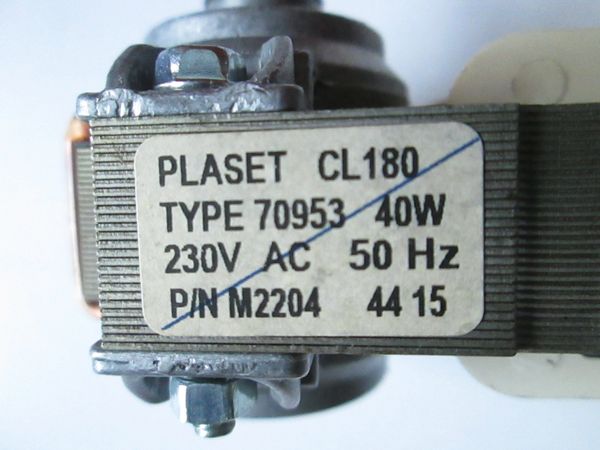 PLASET CL180
TYPE 70953 40W
230V AC 50 Hz
P/N M2204 44 15